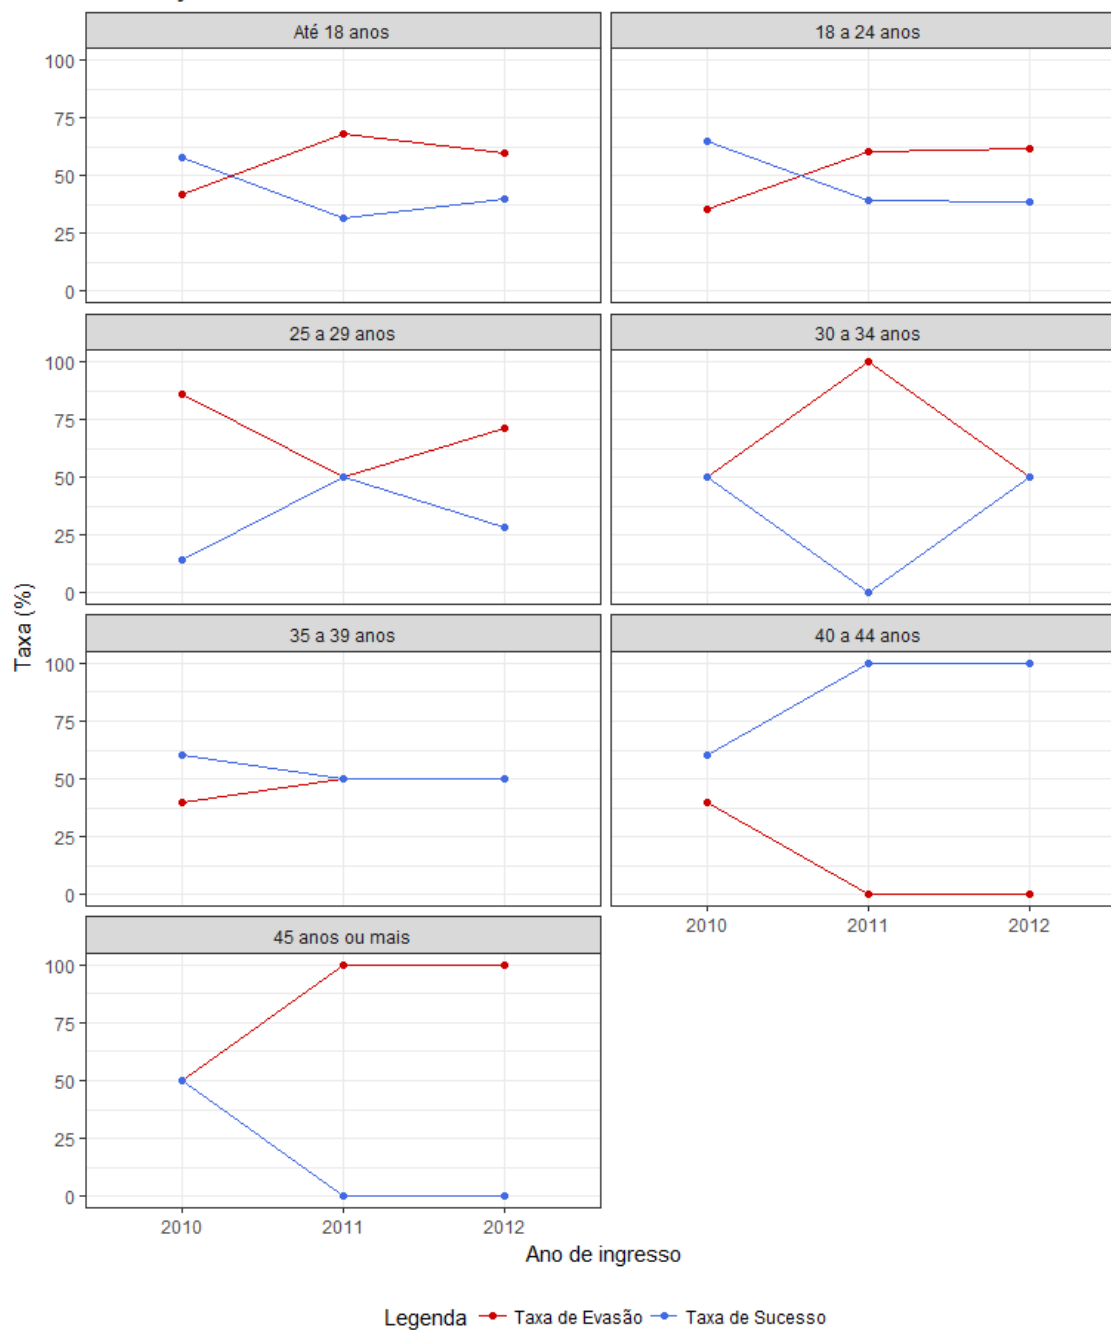 Até 18 anos
18 a 24 anos
100
75
50
25
0
25 a 29 anos
30 a 34 anos
100
75
50
25
0
Taxa (%)
35 a 39 anos
40 a 44 anos
100
75
50
25
0
2010 2011 2012
45 anos ou mais
100
75
50
25
0
2010 2011 2012
Ano de ingresso
Legenda Taxa de Evasão Taxa de Sucesso